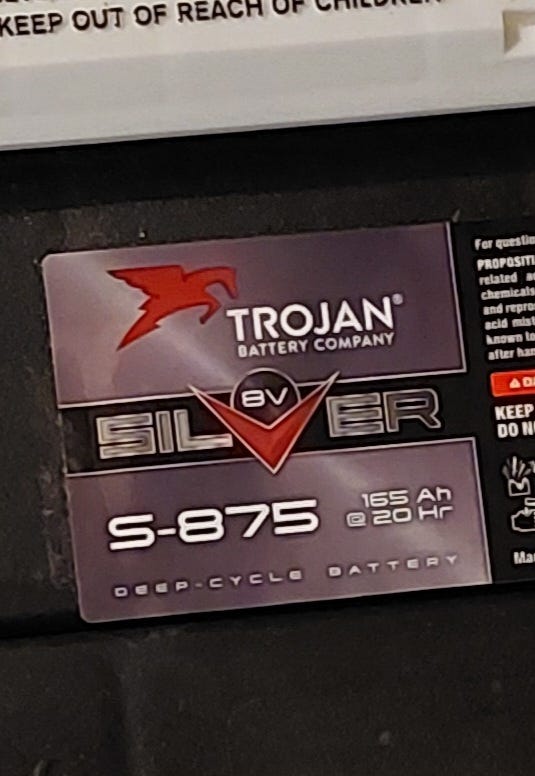 KEEP OUT OF REACH OF CHILDREN
TROJAN®
BATTERY COMPANY
8V
SILVER
S-875
165 Ah
@ 20 Hr
DEEP-CYCLE BATTERY
For questi
PROPOSITI
related
chemicals
and repro
acid mist
known to
after han
KEEP
DO N